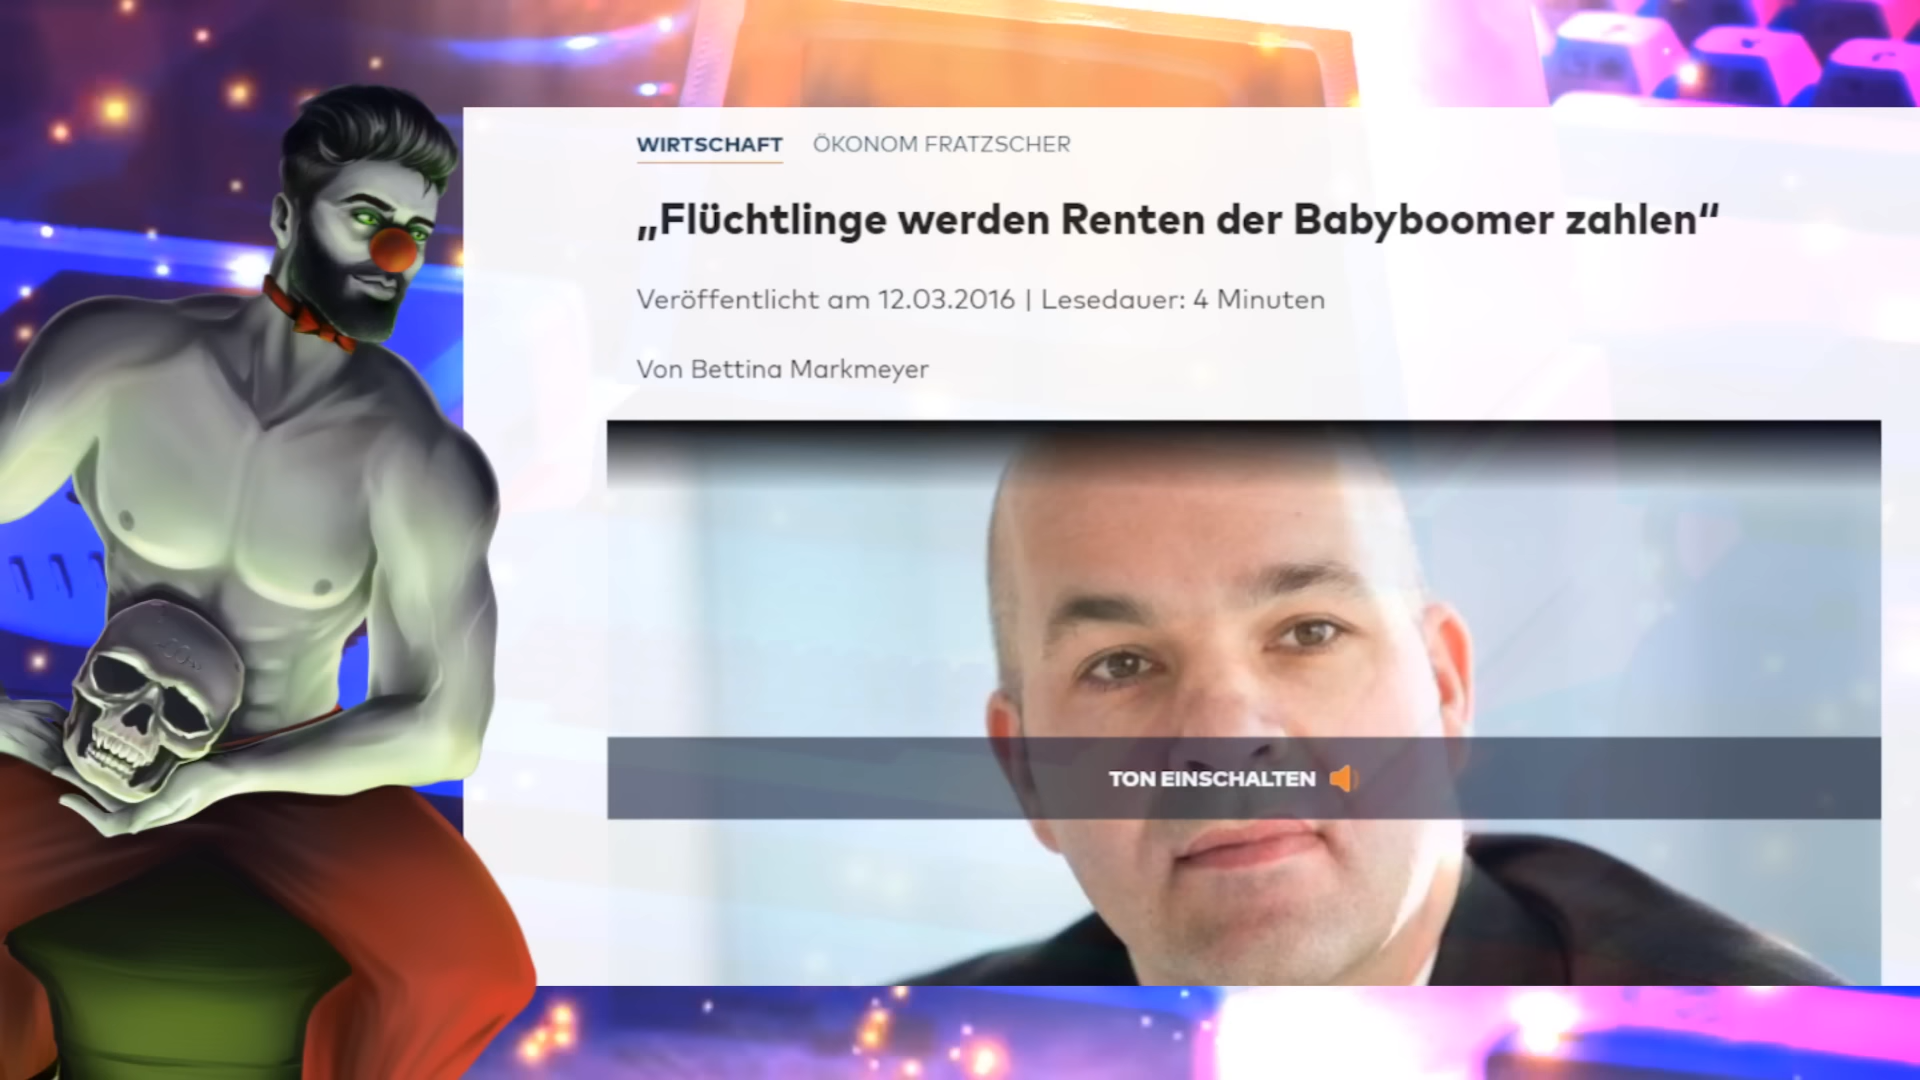 WIRTSCHAFT ÖKONOM FRATZSCHER
„Flüchtlinge werden Renten der Babyboomer zahlen“
Veröffentlicht am 12.03.2016 | Lesedauer: 4 Minuten
Von Bettina Markmeyer
TON EINSCHALTEN